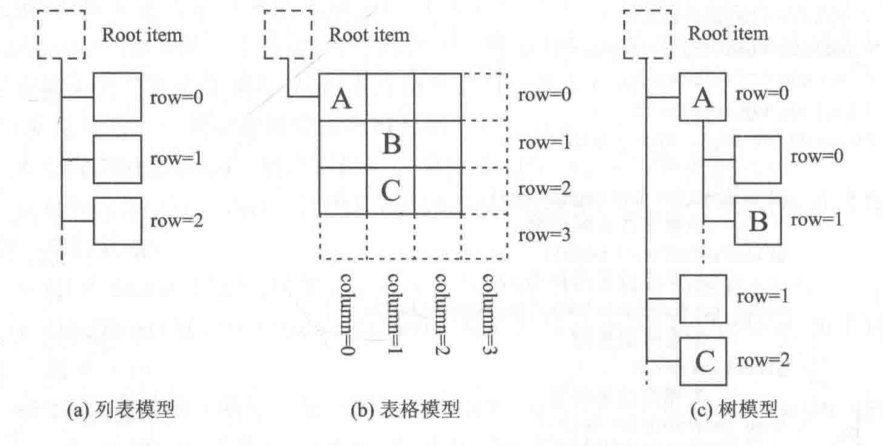 Root item
row=0
row=1
row=2
(a) 列表模型
Root item
A
B
C
row=0
row=1
row=2
row=3
column=0
column=1
column=2
column=3
(b) 表格模型
Root item
A
row=0
row=0
B
row=1
row=1
C
row=2
(c) 树模型